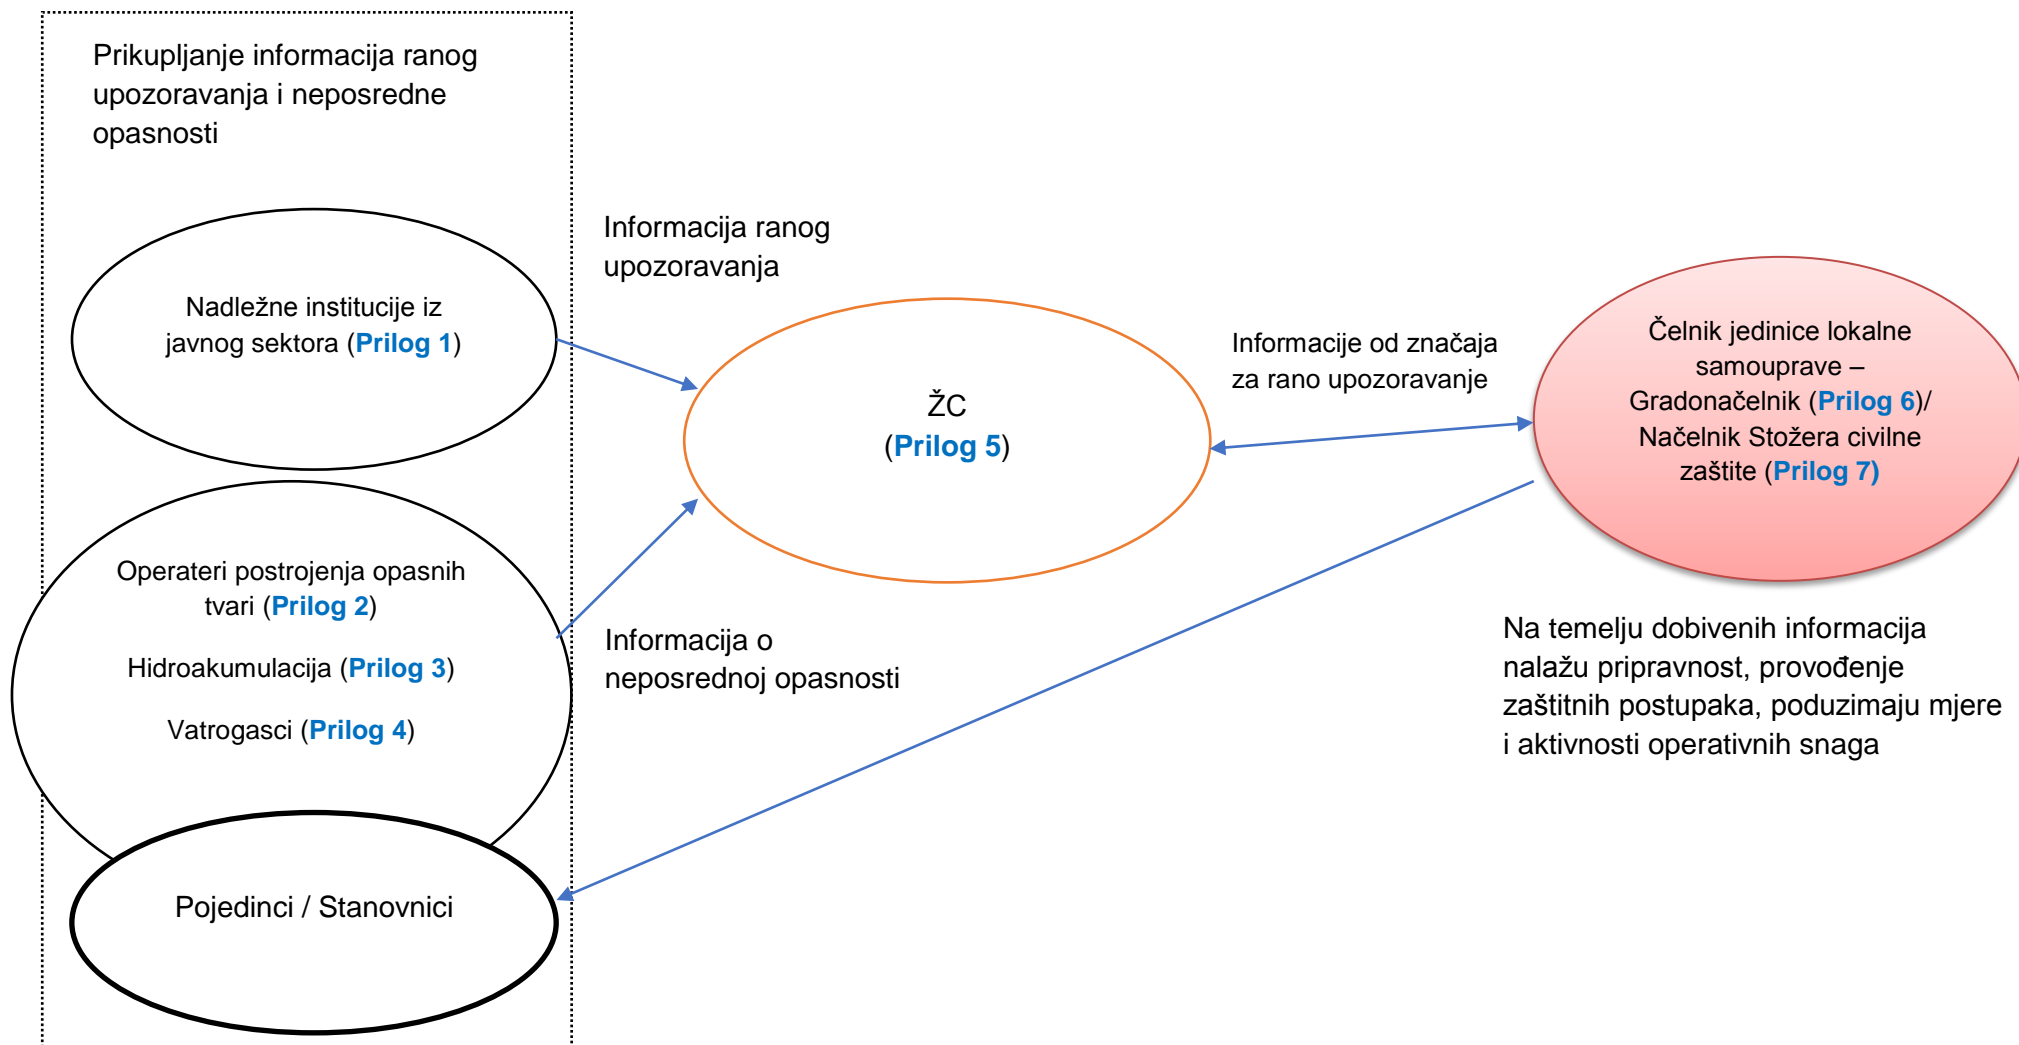 Prikupljanje informacija ranog
upozoravanja i neposredne
opasnosti
Nadležne institucije iz
javnog sektora (Prilog 1)
Operateri postrojenja opasnih
tvari (Prilog 2)
Hidroakumulacija (Prilog 3)
Vatrogasci (Prilog 4)
Pojedinci / Stanovnici
Informacija ranog
upozoravanja
Informacija o
neposrednoj opasnosti
ŽC
(Prilog 5)
Informacije od značaja
za rano upozoravanje
Čelnik jedinice lokalne
samouprave –
Gradonačelnik (Prilog 6)/
Načelnik Stožera civilne
zaštite (Prilog 7)
Na temelju dobivenih informacija
nalažu pripravnost, provođenje
zaštitnih postupaka, poduzimaju mjere
i aktivnosti operativnih snaga